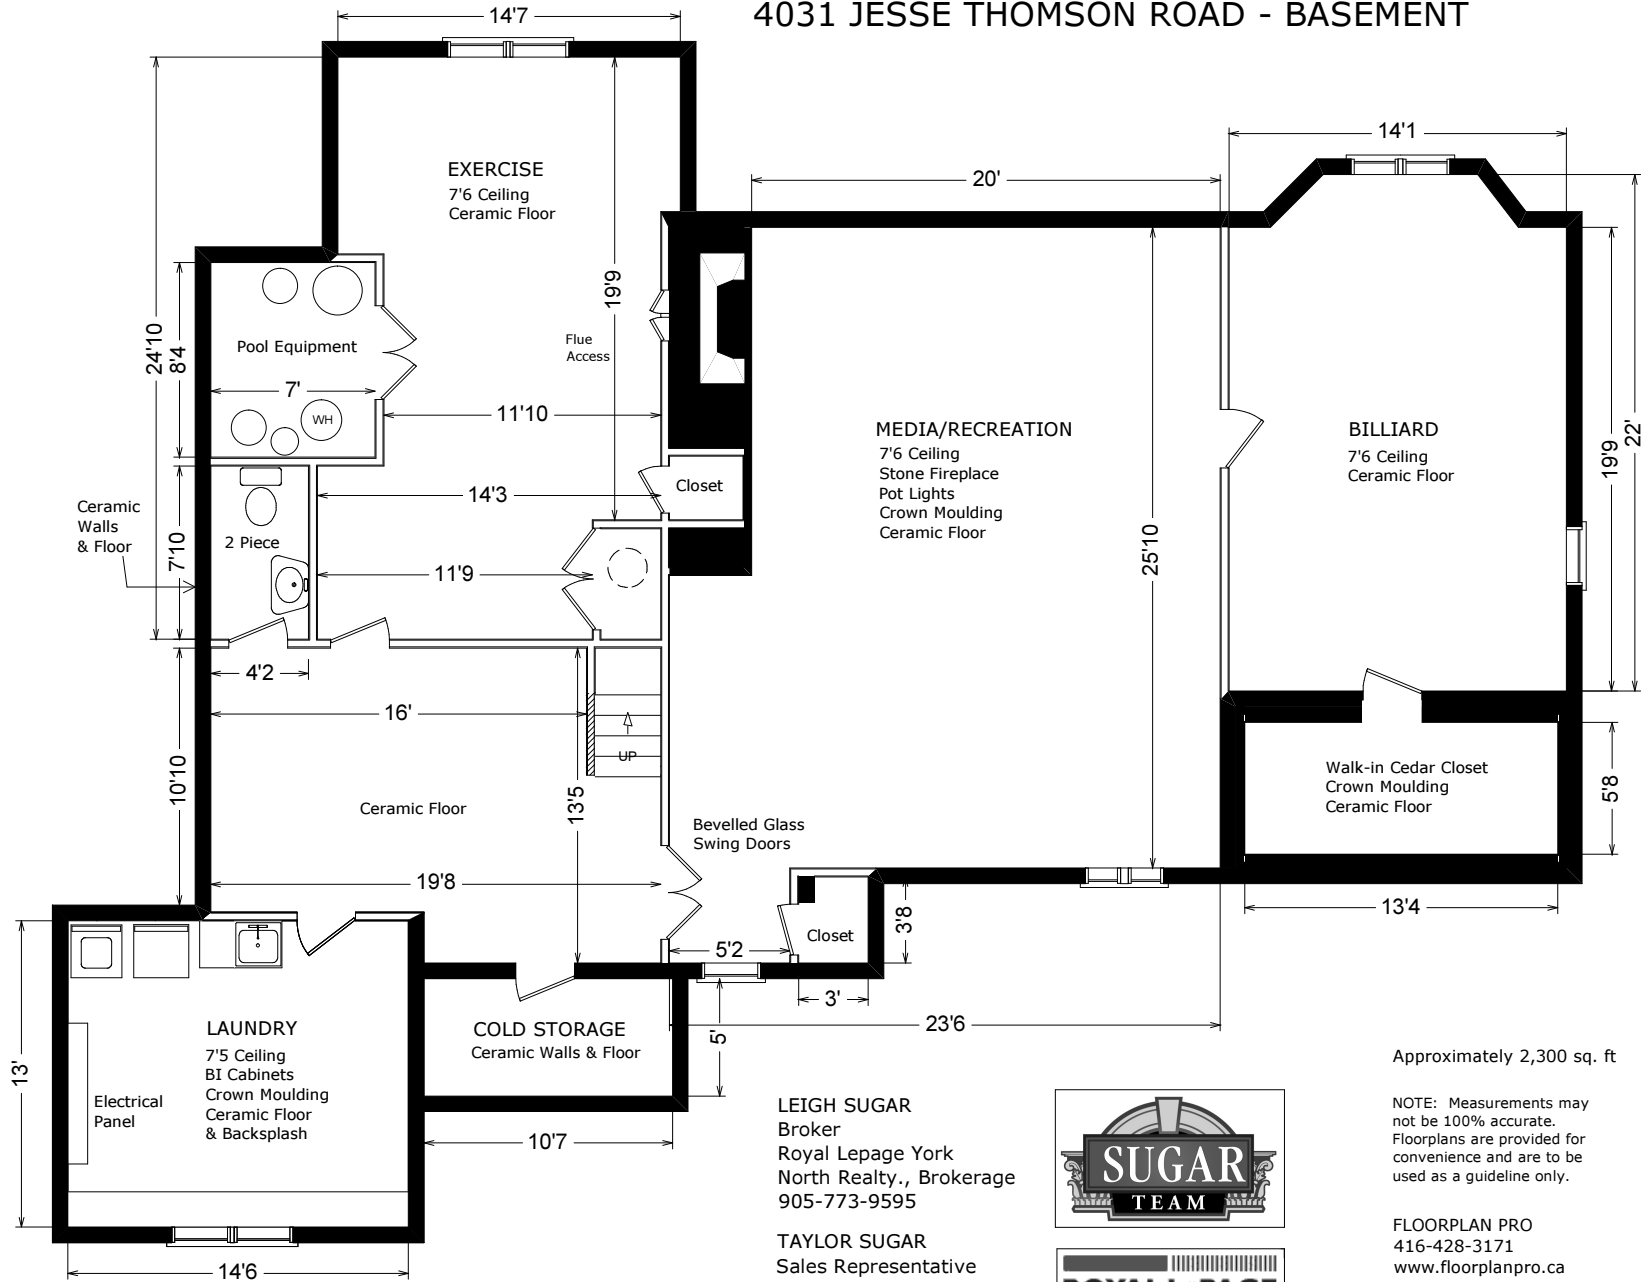 4031 JESSE THOMSON ROAD - BASEMENT
14'7
14'1
20'
EXERCISE
7'6 Ceiling
Ceramic Floor
24'10
8'4
Pool Equipment
7'
WH
19'9
Flue
Access
11'10
MEDIA/RECREATION
7'6 Ceiling
Stone Fireplace
Pot Lights
Crown Moulding
Ceramic Floor
BILLIARD
7'6 Ceiling
Ceramic Floor
19'9
22'
25'10
Closet
14'3
Ceramic
Walls
& Floor
7'10
2 Piece
11'9
4'2
16'
UP
10'10
13'5
Ceramic Floor
Bevelled Glass
Swing Doors
Walk-in Cedar Closet
Crown Moulding
Ceramic Floor
5'8
19'8
13'4
3'8
Closet
5'2
3'
23'6
LAUNDRY
7'5 Ceiling
BI Cabinets
Crown Moulding
Ceramic Floor
& Backsplash
Electrical
Panel
13'
14'6
COLD STORAGE
Ceramic Walls & Floor
5'
10'7
LEIGH SUGAR
Broker
Royal Lepage York
North Realty., Brokerage
905-773-9595
TAYLOR SUGAR
Sales Representative
SUGAR
TEAM
Approximately 2,300 sq. ft
NOTE: Measurements may
not be 100% accurate.
Floorplans are provided for
convenience and are to be
used as a guideline only.
FLOORPLAN PRO
416-428-3171
www.floorplanpro.ca